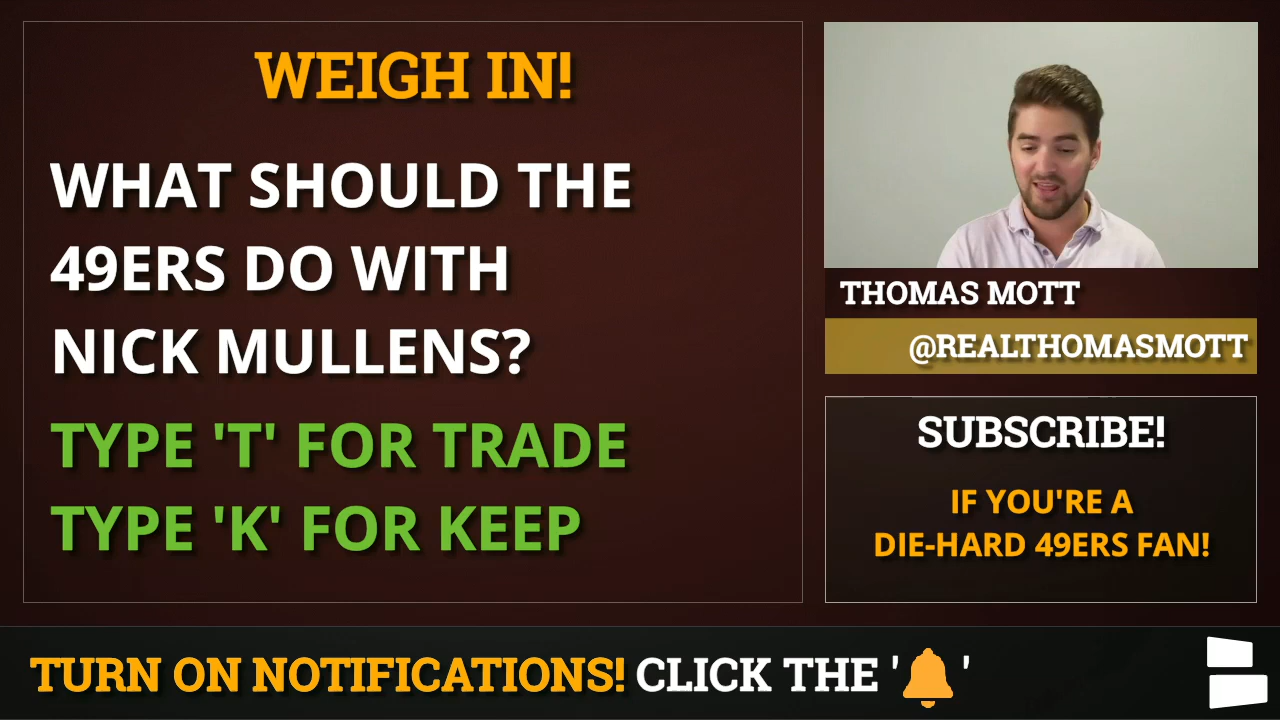 WEIGH IN!
WHAT SHOULD THE
49ERS DO WITH
NICK MULLENS?
TYPE 'T' FOR TRADE
TYPE 'K' FOR KEEP
THOMAS MOTT
@REALTHOMASMOTT
SUBSCRIBE!
IF YOU'RE A
DIE-HARD 49ERS FAN!
TURN ON NOTIFICATIONS! CLICK THE ' '